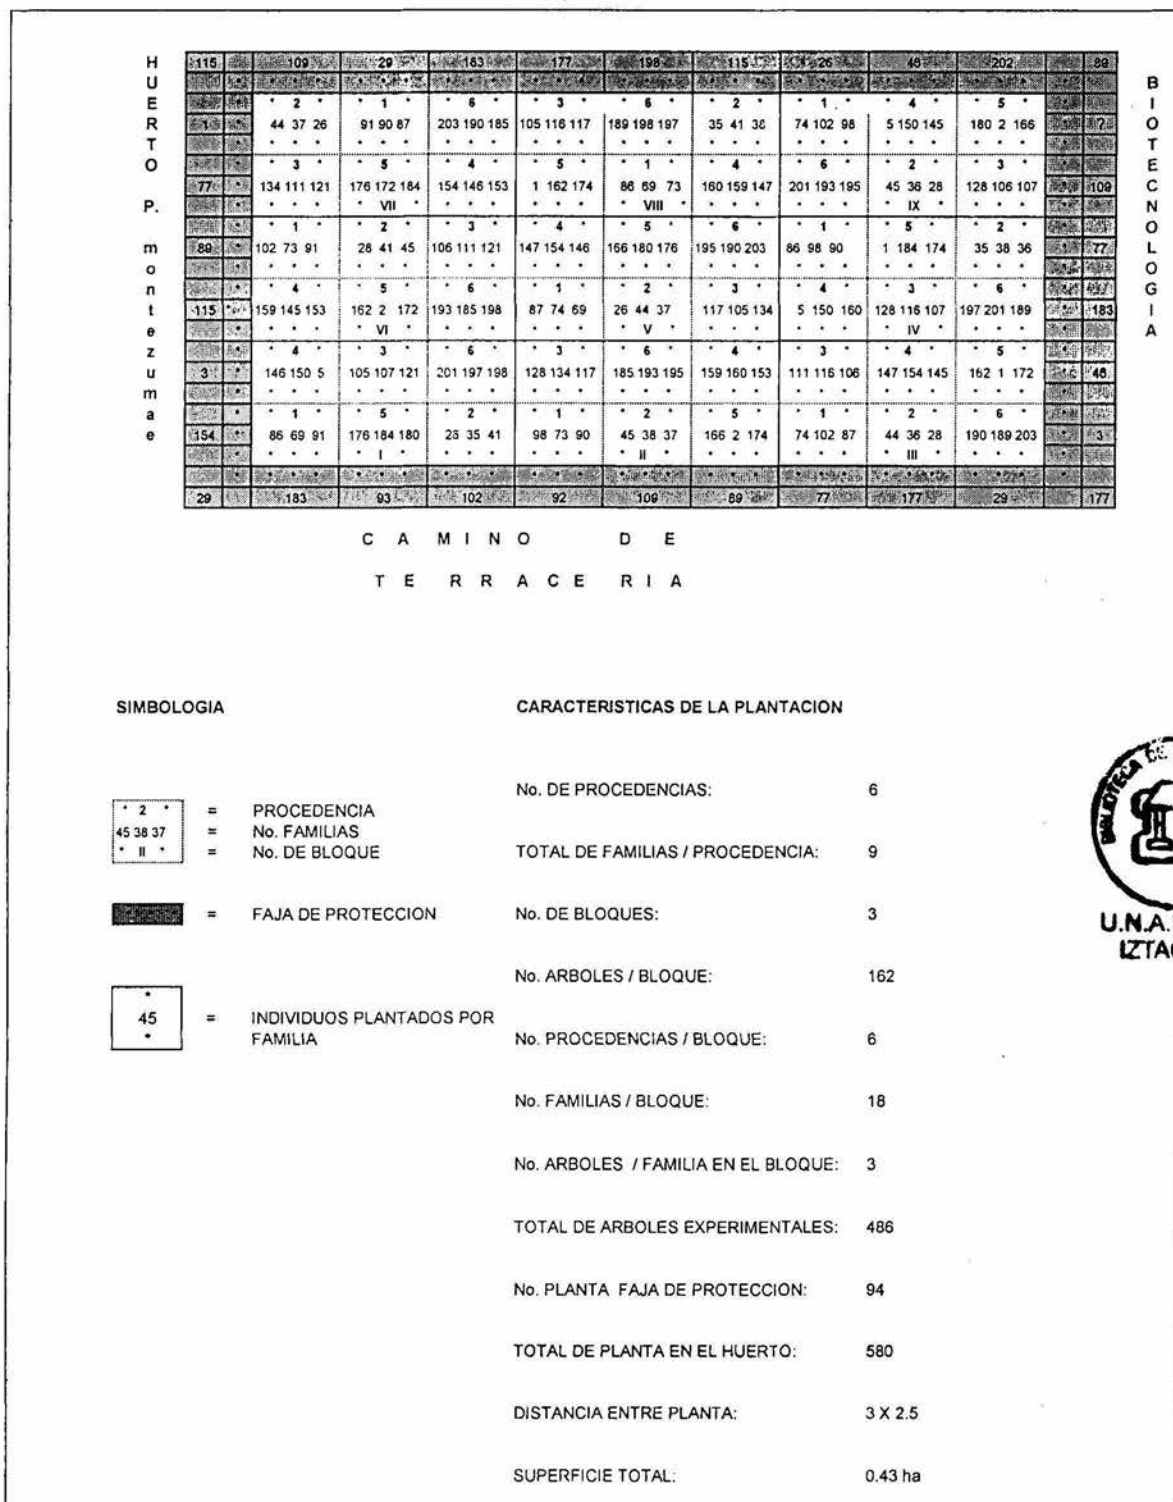 HUERTO P. montezumae
BIOTECNOLOGIA
115 109 29 183 177 198 115 26 48 202 89
2 1 6 3 6 2 1 4 5
44 37 26 91 90 87 203 190 185 105 116 117 189 198 197 35 41 38 74 102 98 5 150 145 180 2 166
3 5 4 5 1 4 6 2 3
77 134 111 121 176 172 184 154 146 153 1 162 174 86 69 73 160 159 147 201 193 195 45 36 28 128 106 107 109
VII VIII IX
1 2 3 4 5 6 1 5 2
89 102 73 91 28 41 45 106 111 121 147 154 146 166 180 176 195 190 203 86 98 90 1 184 174 35 38 36 77
4 5 6 1 2 3 4 3 6
115 159 145 153 162 2 172 193 185 198 87 74 69 26 44 37 117 105 134 5 150 160 128 116 107 197 201 189 183
VI V IV
4 3 6 3 6 4 3 4 5
3 146 150 5 105 107 121 201 197 198 128 134 117 185 193 195 159 160 153 111 116 106 147 154 145 162 1 172 48
1 5 2 1 2 5 1 2 6
154 86 69 91 176 184 180 28 35 41 98 73 90 45 38 37 166 2 174 74 102 87 44 36 28 190 189 203 3
I II III
29 183 93 102 92 109 89 77 177 29 177
CAMINO DE
TERRACERIA
SIMBOLOGIA
CARACTERISTICAS DE LA PLANTACION
* 2 * = PROCEDENCIA
45 38 37 = No. FAMILIAS
* II * = No. DE BLOQUE
= FAJA DE PROTECCION
*
45 = INDIVIDUOS PLANTADOS POR
* FAMILIA
No. DE PROCEDENCIAS: 6
TOTAL DE FAMILIAS / PROCEDENCIA: 9
No. DE BLOQUES: 3
No. ARBOLES / BLOQUE: 162
No. PROCEDENCIAS / BLOQUE: 6
No. FAMILIAS / BLOQUE: 18
No. ARBOLES / FAMILIA EN EL BLOQUE: 3
TOTAL DE ARBOLES EXPERIMENTALES: 486
No. PLANTA FAJA DE PROTECCION: 94
TOTAL DE PLANTA EN EL HUERTO: 580
DISTANCIA ENTRE PLANTA: 3 X 2.5
SUPERFICIE TOTAL: 0.43 ha
BIBLIOTECA DE
U.N.A.
IZTA